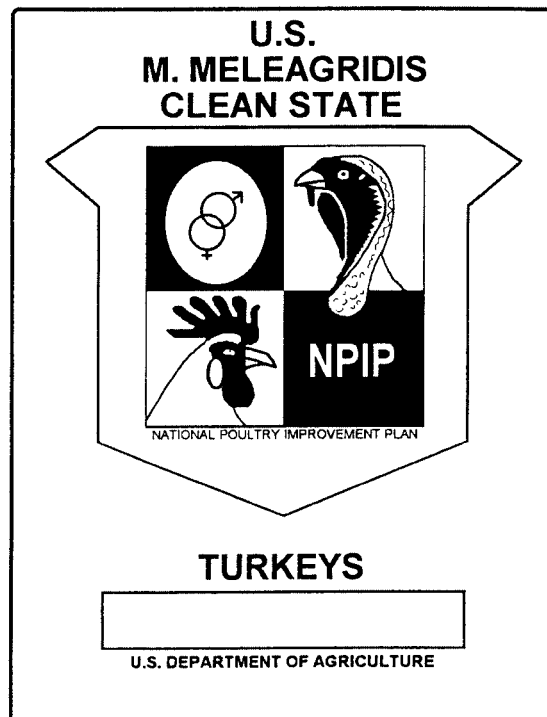 U.S.
M. MELEAGRIDIS
CLEAN STATE
NPIP
NATIONAL POULTRY IMPROVEMENT PLAN
TURKEYS
U.S. DEPARTMENT OF AGRICULTURE